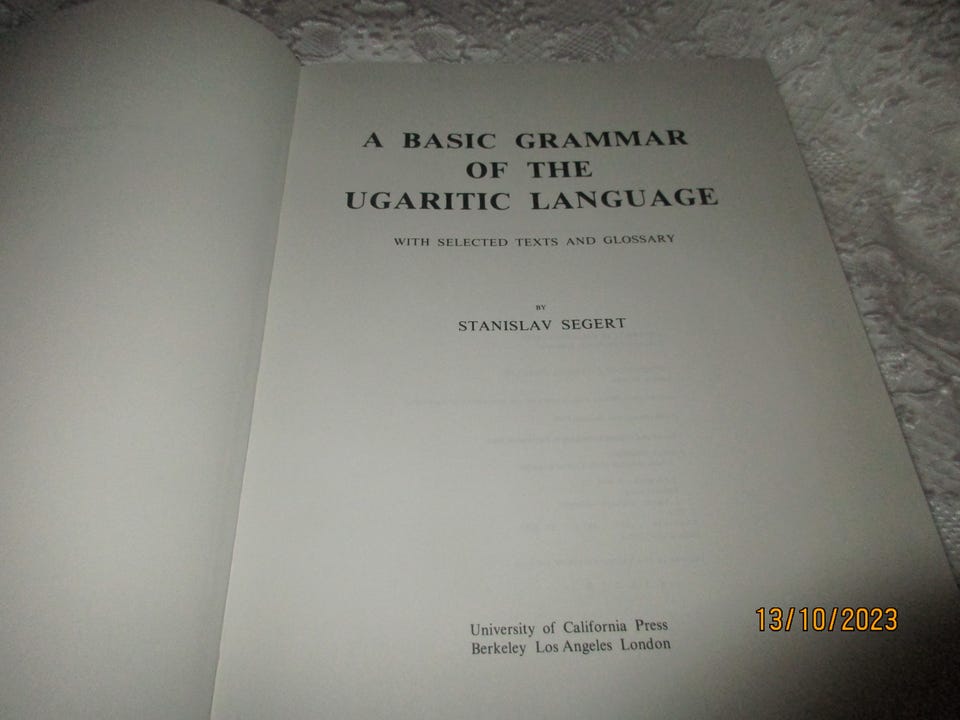 A BASIC GRAMMAR
OF THE
UGARITIC LANGUAGE
WITH SELECTED TEXTS AND GLOSSARY
BY
STANISLAV SEGERT
University of California Press
Berkeley Los Angeles London
13/10/2023